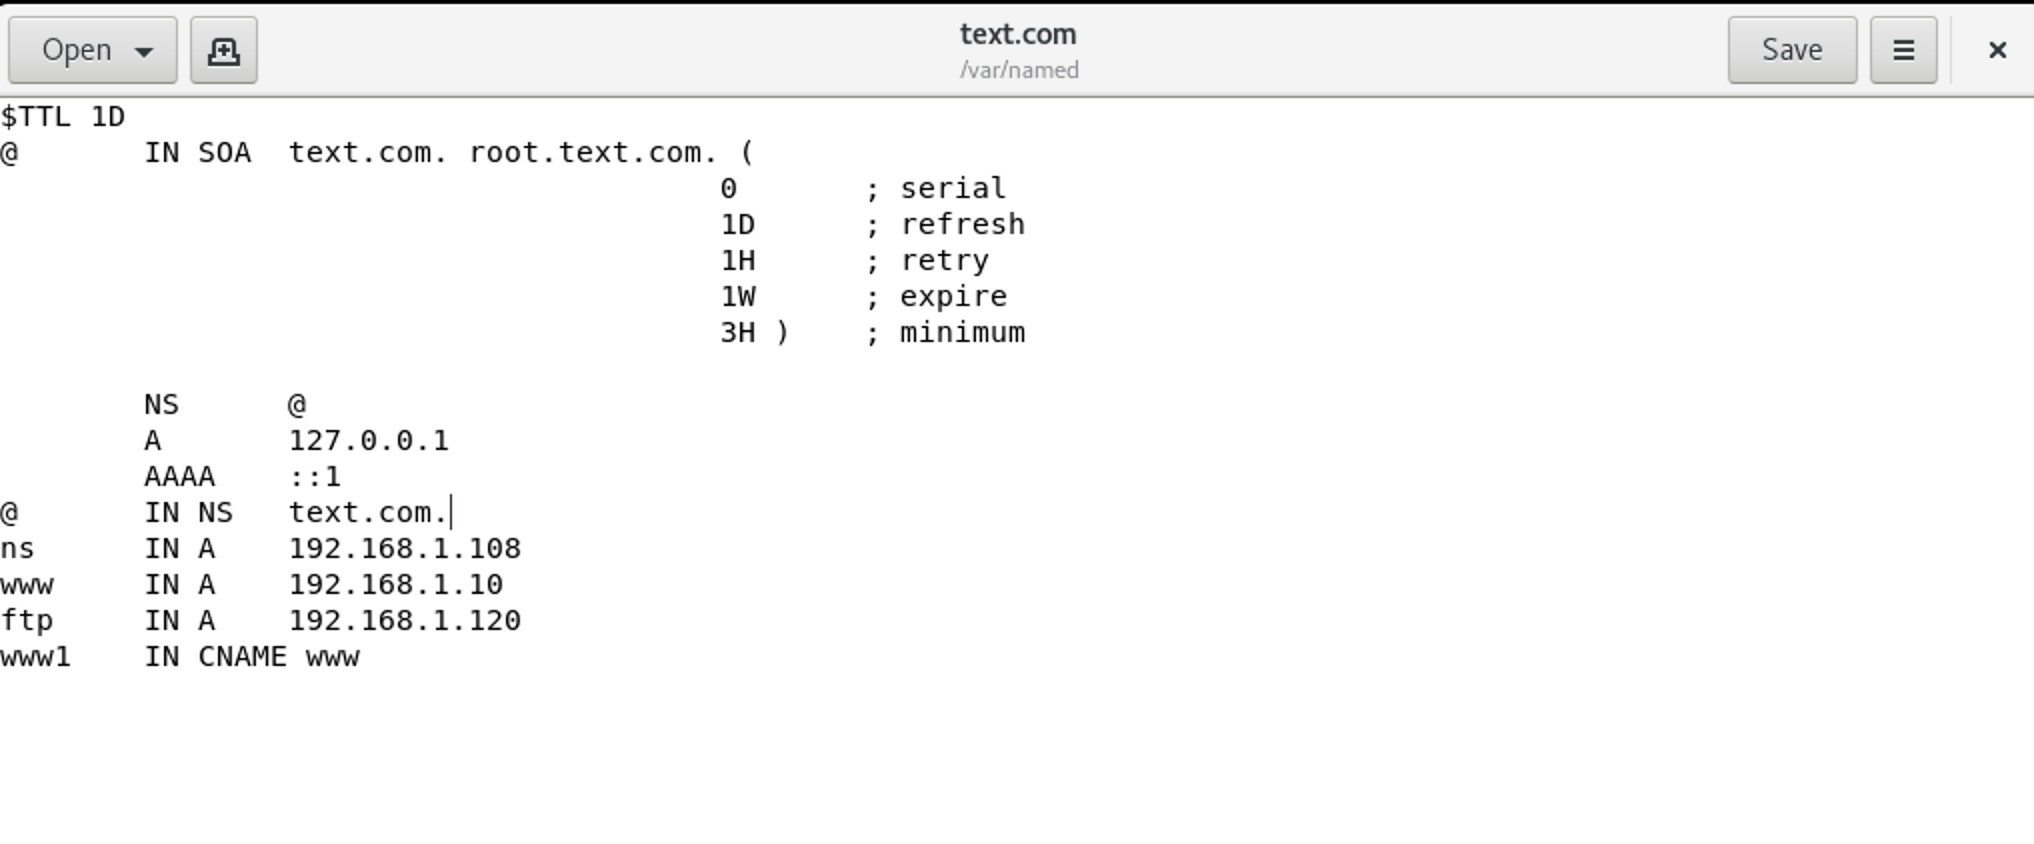 Open
text.com
/var/named
Save
$TTL 1D
@ IN SOA text.com. root.text.com. (
0 ; serial
1D ; refresh
1H ; retry
1W ; expire
3H ) ; minimum
NS @
A 127.0.0.1
AAAA ::1
@ IN NS text.com.
ns IN A 192.168.1.108
www IN A 192.168.1.10
ftp IN A 192.168.1.120
www1 IN CNAME www